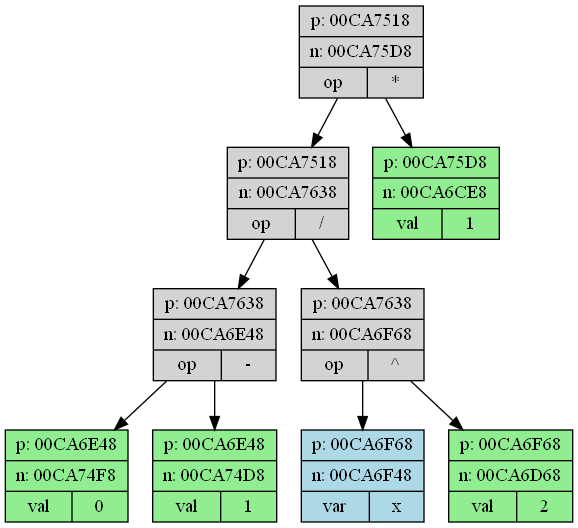 p: 00CA7518
n: 00CA75D8
op *
p: 00CA7518
n: 00CA7638
op /
p: 00CA75D8
n: 00CA6CE8
val 1
p: 00CA7638
n: 00CA6E48
op -
p: 00CA7638
n: 00CA6F68
op ^
p: 00CA6E48
n: 00CA74F8
val 0
p: 00CA6E48
n: 00CA74D8
val 1
p: 00CA6F68
n: 00CA6F48
var x
p: 00CA6F68
n: 00CA6D68
val 2